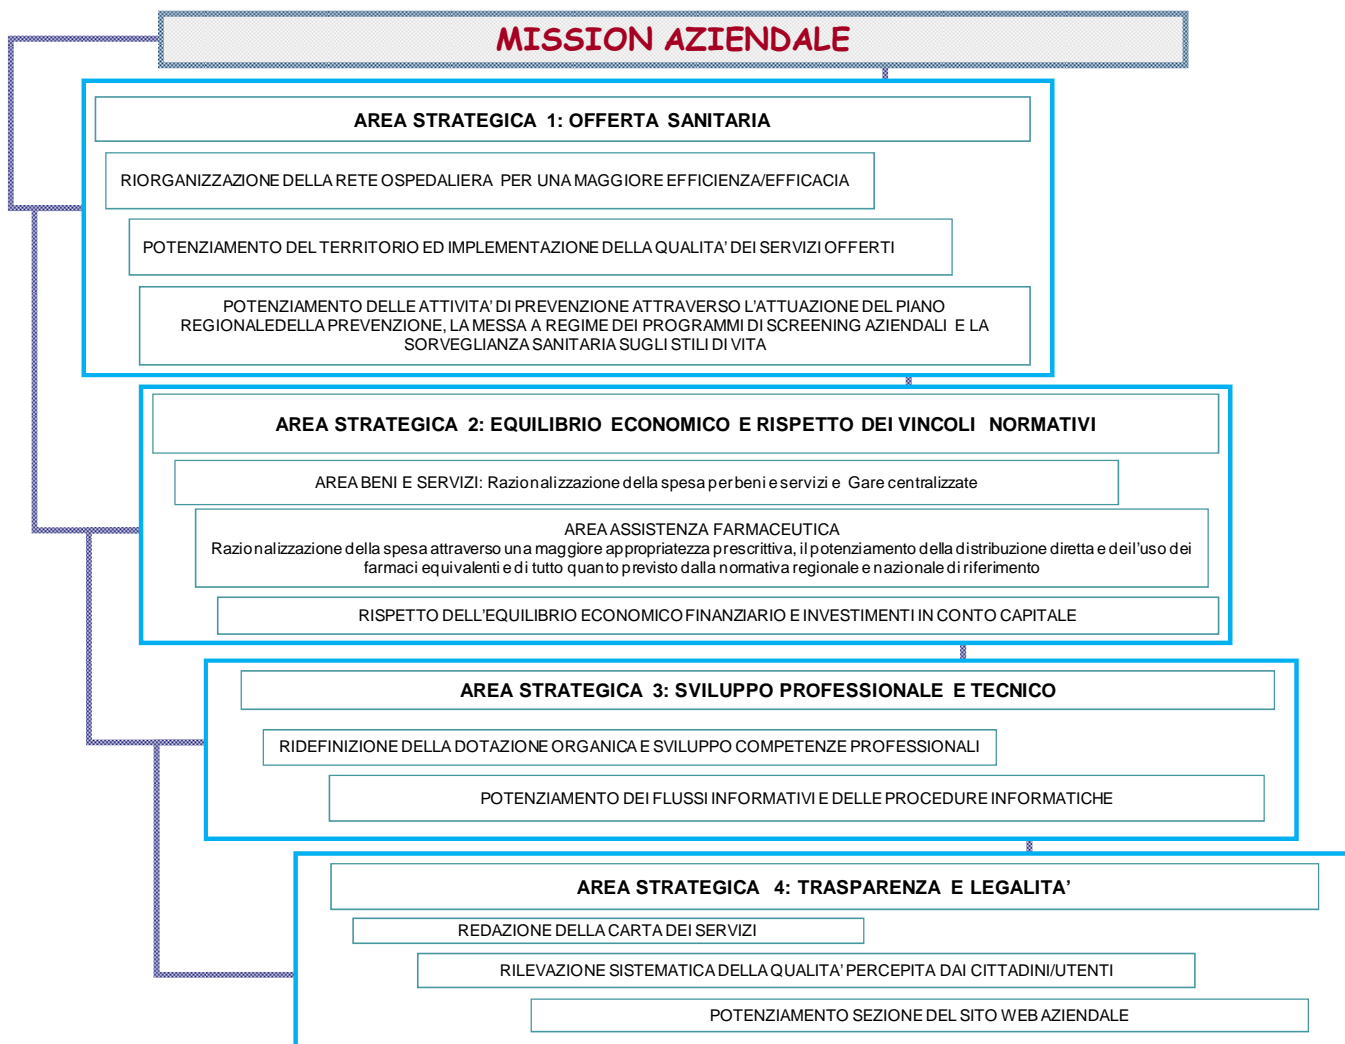 MISSION AZIENDALE
AREA STRATEGICA 1: OFFERTA SANITARIA
RIORGANIZZAZIONE DELLA RETE OSPEDALIERA PER UNA MAGGIORE EFFICIENZA/EFFICACIA
POTENZIAMENTO DEL TERRITORIO ED IMPLEMENTAZIONE DELLA QUALITA’ DEI SERVIZI OFFERTI
POTENZIAMENTO DELLE ATTIVITA’ DI PREVENZIONE ATTRAVERSO L’ATTUAZIONE DEL PIANO
REGIONALEDELLA PREVENZIONE, LA MESSA A REGIME DEI PROGRAMMI DI SCREENING AZIENDALI E LA
SORVEGLIANZA SANITARIA SUGLI STILI DI VITA
AREA STRATEGICA 2: EQUILIBRIO ECONOMICO E RISPETTO DEI VINCOLI NORMATIVI
AREA BENI E SERVIZI: Razionalizzazione della spesa per beni e servizi e Gare centralizzate
AREA ASSISTENZA FARMACEUTICA
Razionalizzazione della spesa attraverso una maggiore appropriatezza prescrittiva, il potenziamento della distribuzione diretta e deil’uso dei
farmaci equivalenti e di tutto quanto previsto dalla normativa regionale e nazionale di riferimento
RISPETTO DELL’EQUILIBRIO ECONOMICO FINANZIARIO E INVESTIMENTI IN CONTO CAPITALE
AREA STRATEGICA 3: SVILUPPO PROFESSIONALE E TECNICO
RIDEFINIZIONE DELLA DOTAZIONE ORGANICA E SVILUPPO COMPETENZE PROFESSIONALI
POTENZIAMENTO DEI FLUSSI INFORMATIVI E DELLE PROCEDURE INFORMATICHE
AREA STRATEGICA 4: TRASPARENZA E LEGALITA’
REDAZIONE DELLA CARTA DEI SERVIZI
RILEVAZIONE SISTEMATICA DELLA QUALITA’ PERCEPITA DAI CITTADINI/UTENTI
POTENZIAMENTO SEZIONE DEL SITO WEB AZIENDALE